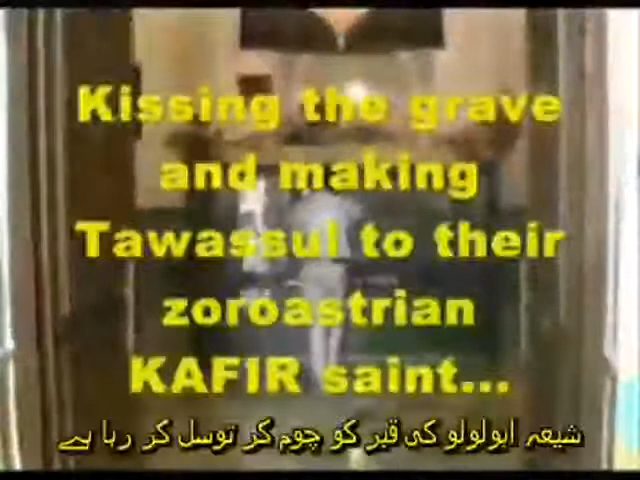 Kissing the grave
and making
Tawassul to their
zoroastrian
KAFIR saint...
شیعہ ابولولو کی قبر کو چوم کر توسل کر رہا ہے